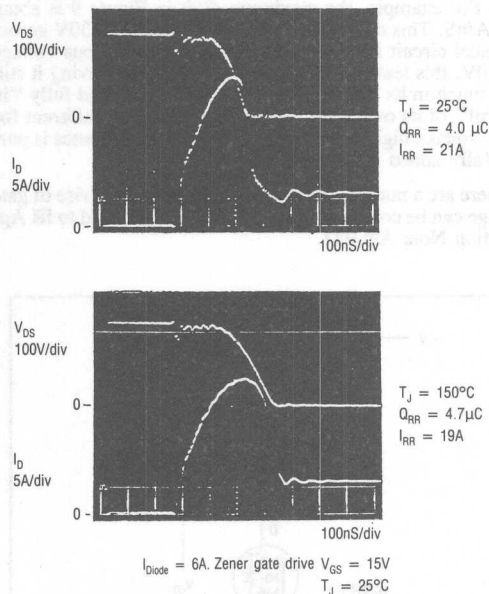 V_DS
100V/div
0 -
I_D
5A/div
0 -
T_J = 25°C
Q_RR = 4.0 µC
I_RR = 21A
100nS/div
V_DS
100V/div
0 -
I_D
5A/div
0 -
T_J = 150°C
Q_RR = 4.7µC
I_RR = 19A
100nS/div
I_Diode = 6A. Zener gate drive V_GS = 15V
T_J = 25°C